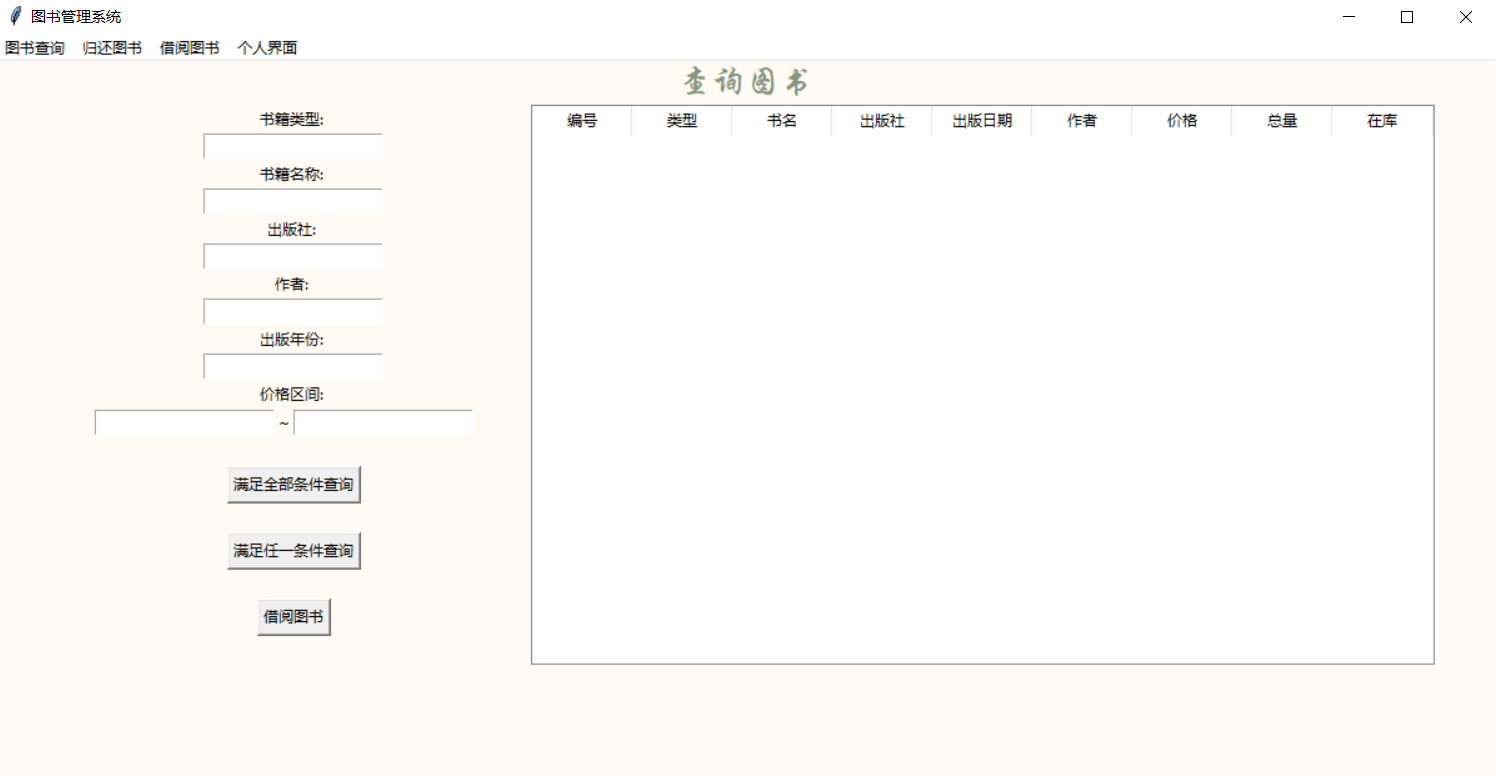 图书管理系统
图书查询 归还图书 借阅图书 个人界面
查询图书
书籍类型:
书籍名称:
出版社:
作者:
出版年份:
价格区间:
~
满足全部条件查询
满足任一条件查询
借阅图书
编号 类型 书名 出版社 出版日期 作者 价格 总量 在库